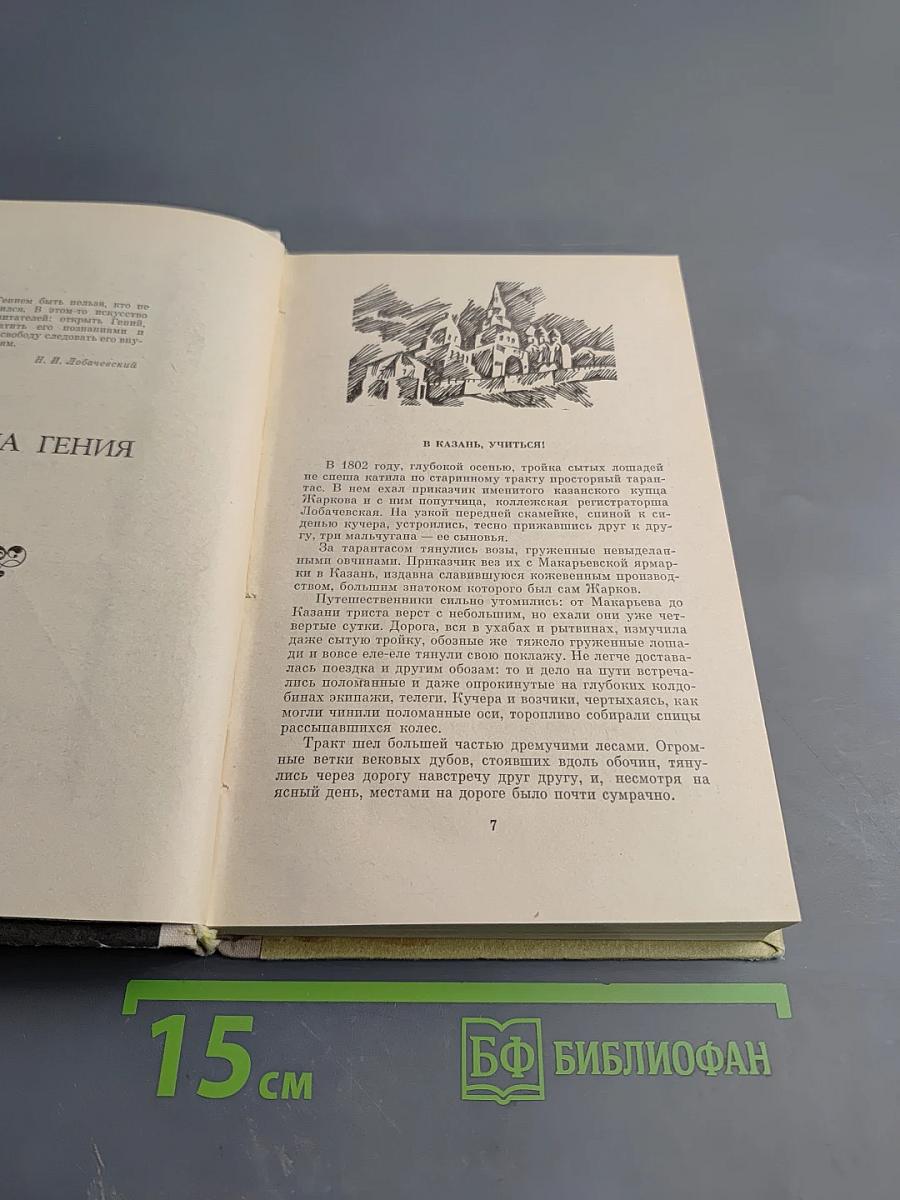 Гением быть нельзя, кто не
В этом-то искусство
открыть Гений,
его познаниями и
свободу следовать его вну-
Н. И. Лобачевский
ГЕНИЯ
В КАЗАНЬ, УЧИТЬСЯ!
В 1802 году, глубокой осенью, тройка сытых лошадей
не спеша катила по старинному тракту просторный таран-
тас. В нем ехал приказчик именитого казанского купца
Жаркова и с ним попутчица, коллежская регистраторша
Лобачевская. На узкой передней скамейке, спиной к си-
денью кучера, устроились, тесно прижавшись друг к дру-
гу, три мальчугана — ее сыновья.
За тарантасом тянулись возы, груженные невыделан-
ными овчинами. Приказчик вез их с Макарьевской ярмар-
ки в Казань, издавна славившуюся кожевенным производ-
ством, большим знатоком которого был сам Жарков.
Путешественники сильно утомились: от Макарьева до
Казани триста верст с небольшим, но ехали они уже чет-
вертые сутки. Дорога, вся в ухабах и рытвинах, измучила
даже сытую тройку, обозные же тяжело груженные лоша-
ди и вовсе еле-еле тянули свою поклажу. Не легче достава-
лась поездка и другим обозам: то и дело на пути встреча-
лись поломанные и даже опрокинутые на глубоких колдо-
бинах экипажи, телеги. Кучера и возчики, чертыхаясь, как
могли чинили поломанные оси, торопливо собирали спицы
рассыпавшихся колес.
Тракт шел большей частью дремучими лесами. Огром-
ные ветки вековых дубов, стоявших вдоль обочин, тяну-
лись через дорогу навстречу друг другу, и, несмотря на
ясный день, местами на дороге было почти сумрачно.
7
15 см
БФ БИБЛИОФАН